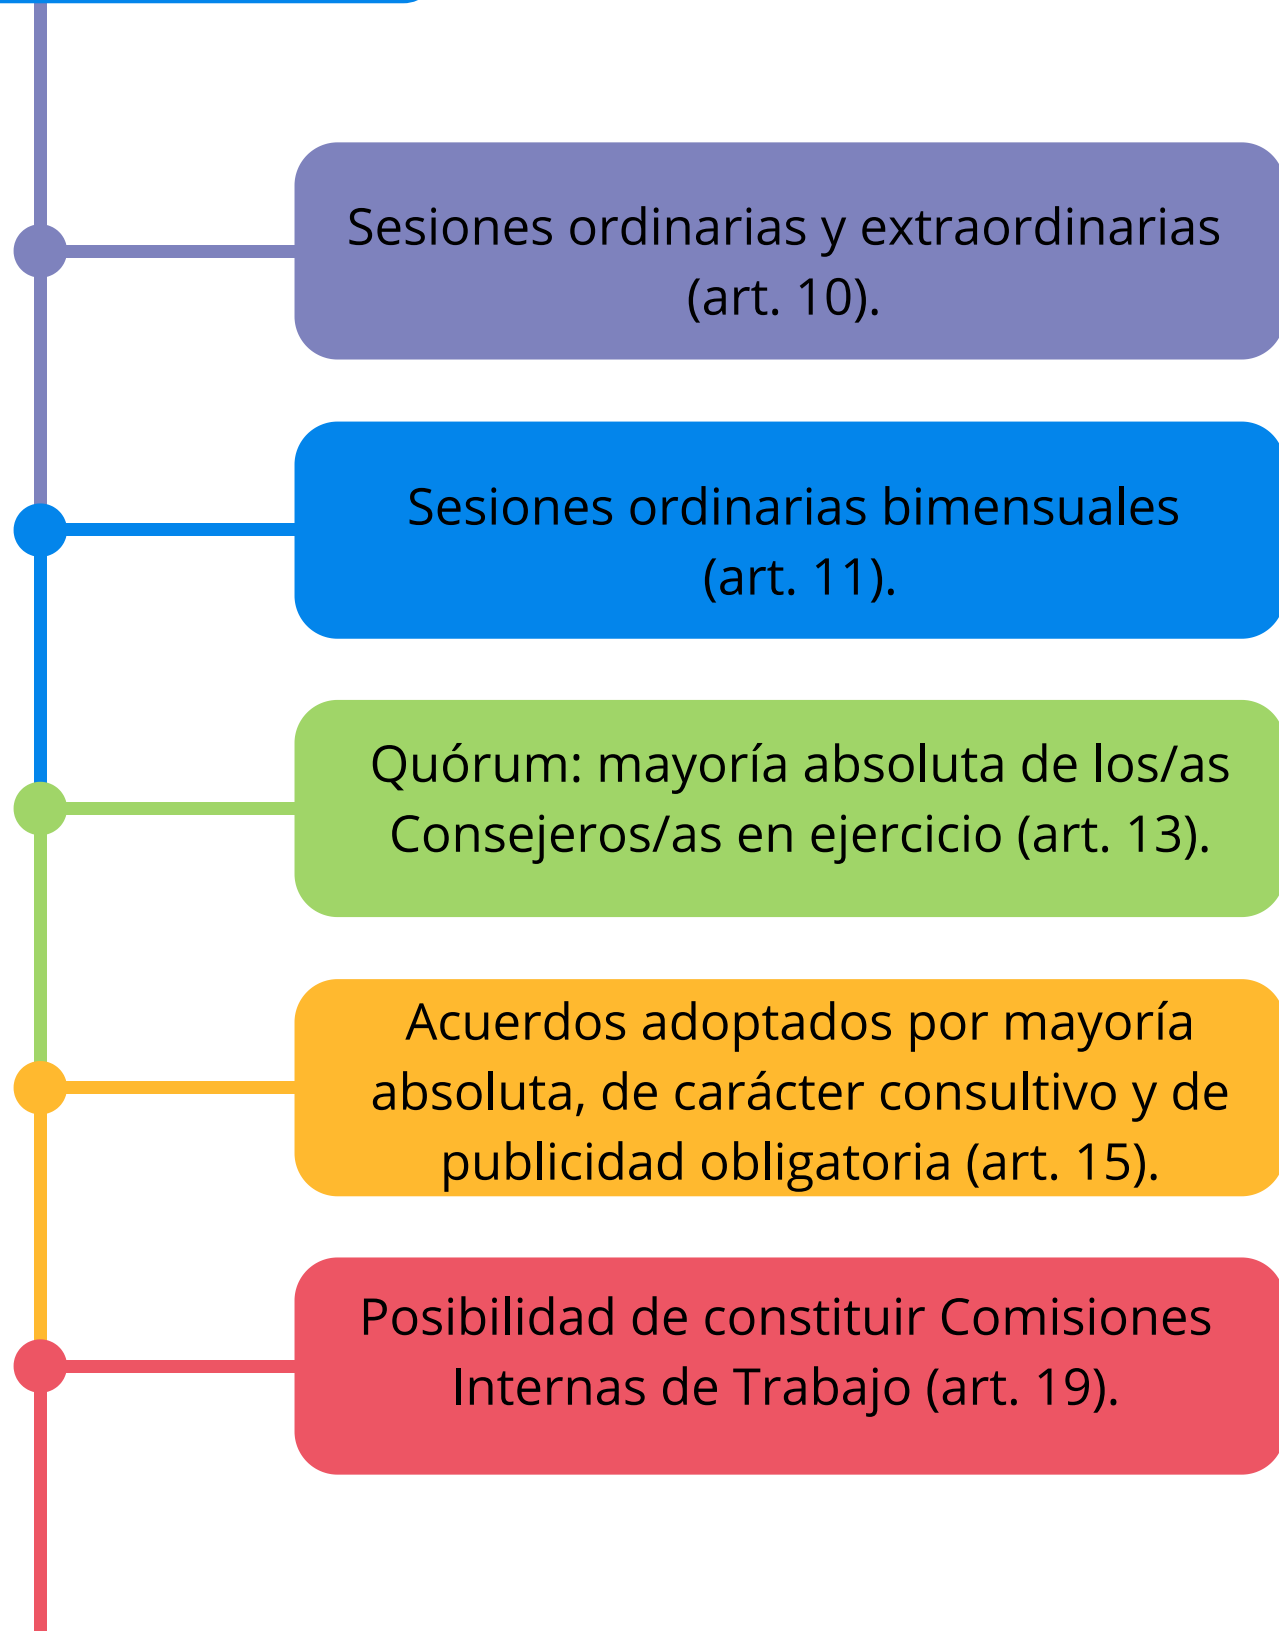 Sesiones ordinarias y extraordinarias
(art. 10).
Sesiones ordinarias bimensuales
(art. 11).
Quórum: mayoría absoluta de los/as
Consejeros/as en ejercicio (art. 13).
Acuerdos adoptados por mayoría
absoluta, de carácter consultivo y de
publicidad obligatoria (art. 15).
Posibilidad de constituir Comisiones
Internas de Trabajo (art. 19).